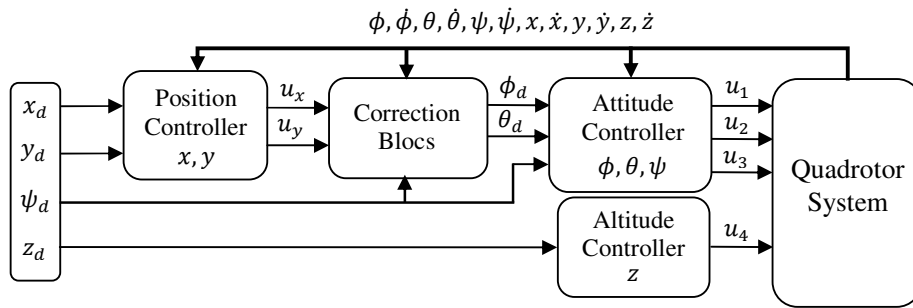 ϕ, ϕ̇, θ, θ̇, ψ, ψ̇, x, ẋ, y, ẏ, z, ż
x_d
y_d
ψ_d
z_d
Position
Controller
x, y
u_x
u_y
Correction
Blocs
ϕ_d
θ_d
Attitude
Controller
ϕ, θ, ψ
u_1
u_2
u_3
Altitude
Controller
z
u_4
Quadrotor
System